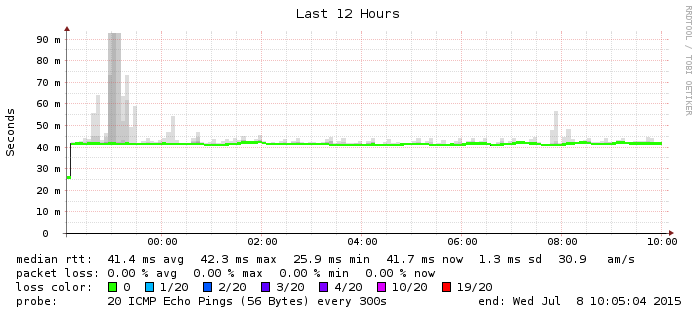 Last 12 Hours
RRDTOOL / TOBI OETIKER
Seconds
90 m
80 m
70 m
60 m
50 m
40 m
30 m
20 m
10 m
0
00:00 02:00 04:00 06:00 08:00 10:00
median rtt: 41.4 ms avg 42.3 ms max 25.9 ms min 41.7 ms now 1.3 ms sd 30.9 am/s
packet loss: 0.00 % avg 0.00 % max 0.00 % min 0.00 % now
loss color: 0 1/20 2/20 3/20 4/20 10/20 19/20
probe: 20 ICMP Echo Pings (56 Bytes) every 300s end: Wed Jul 8 10:05:04 2015